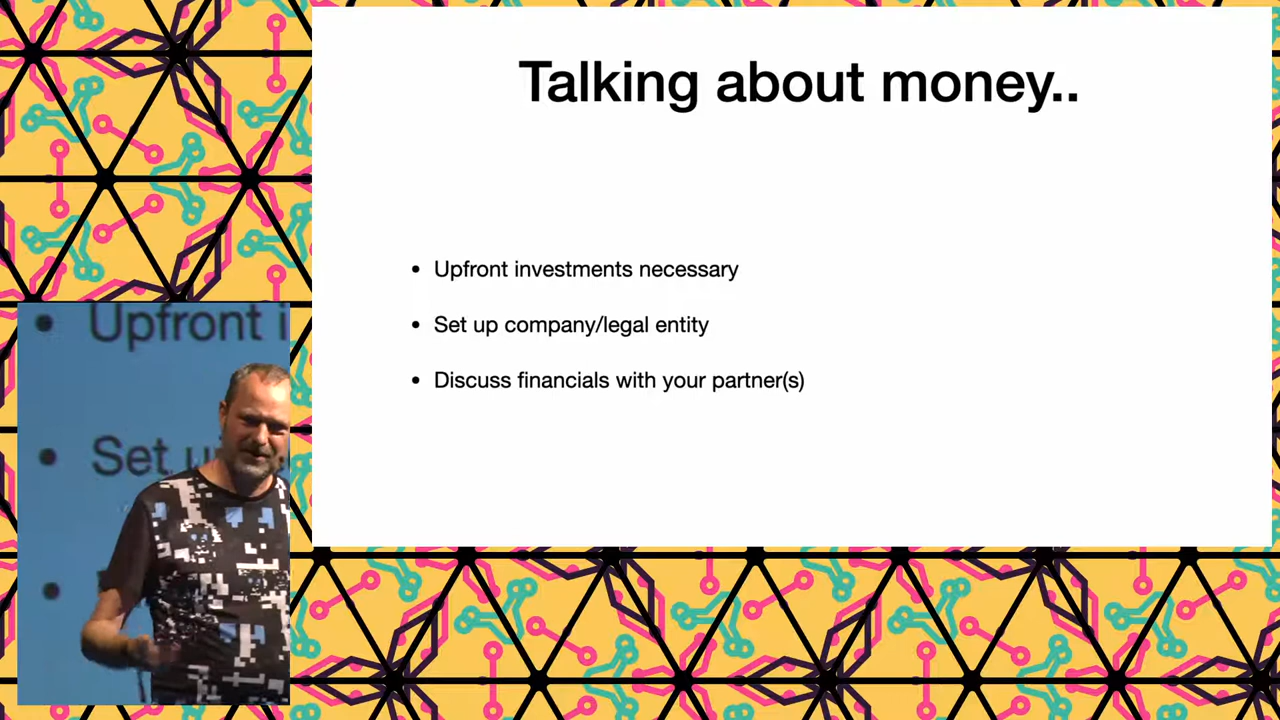 Talking about money..
• Upfront investments necessary
• Set up company/legal entity
• Discuss financials with your partner(s)
• Upfront i
• Set u
•